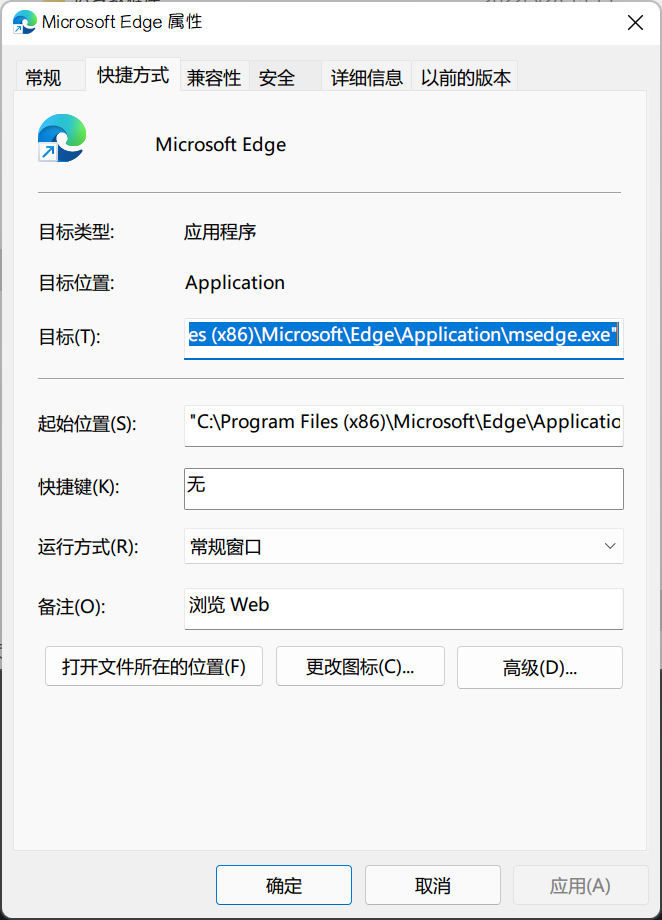 Microsoft Edge 属性
常规 快捷方式 兼容性 安全 详细信息 以前的版本
Microsoft Edge
目标类型: 应用程序
目标位置: Application
目标(T): es (x86)\Microsoft\Edge\Application\msedge.exe"
起始位置(S): "C:\Program Files (x86)\Microsoft\Edge\Applicatio
快捷键(K): 无
运行方式(R): 常规窗口
备注(O): 浏览 Web
打开文件所在的位置(F) 更改图标(C)... 高级(D)...
确定 取消 应用(A)